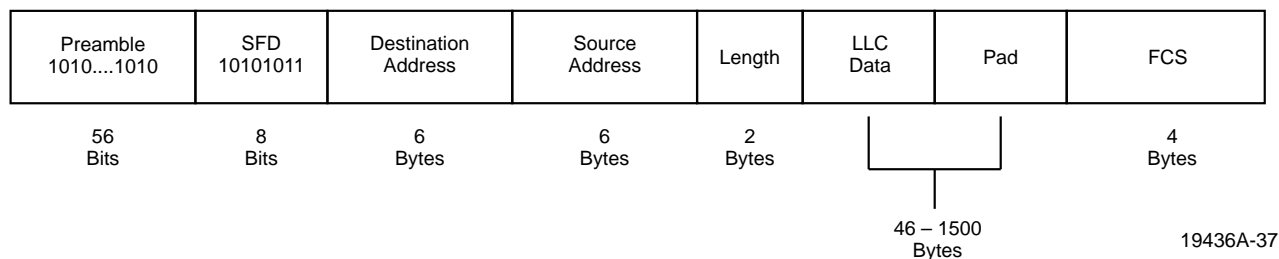 Preamble
1010....1010
SFD
10101011
Destination
Address
Source
Address
Length
LLC
Data
Pad
FCS
56
Bits
8
Bits
6
Bytes
6
Bytes
2
Bytes
4
Bytes
46 – 1500
Bytes
19436A-37